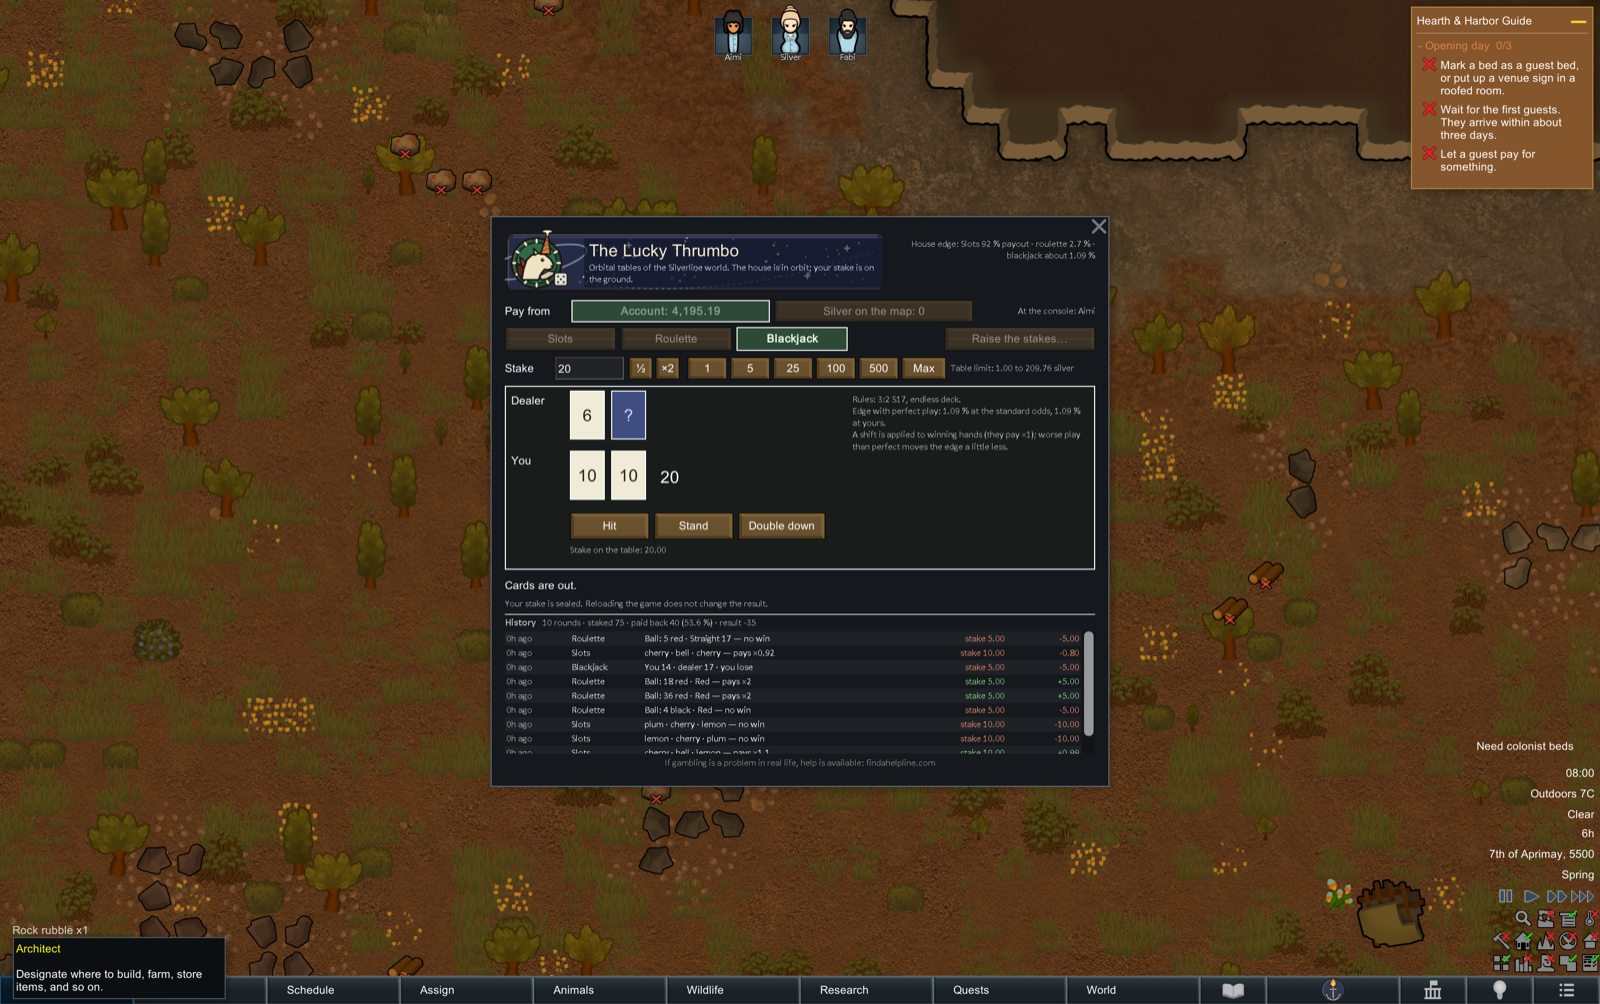 Aimi
Silver
Fabi
Hearth & Harbor Guide
- Opening day 0/3
Mark a bed as a guest bed,
or put up a venue sign in a
roofed room.
Wait for the first guests.
They arrive within about
three days.
Let a guest pay for
something.
The Lucky Thrumbo
Orbital tables of the Silverline world. The house is in orbit; your stake is on
the ground.
House edge: Slots 92 % payout · roulette 2.7 % ·
blackjack about 1.09 %
Pay from
Account: 4,195.19
Silver on the map: 0
At the console: Aimi
Slots
Roulette
Blackjack
Raise the stakes...
Stake
20
½
×2
1
5
25
100
500
Max
Table limit: 1.00 to 209.76 silver
Dealer
6
?
Rules: 3:2 S17, endless deck.
Edge with perfect play: 1.09 % at the standard odds, 1.09 %
at yours.
A shift is applied to winning hands (they pay ×1); worse play
than perfect moves the edge a little less.
You
10
10
20
Hit
Stand
Double down
Stake on the table: 20.00
Cards are out.
Your stake is sealed. Reloading the game does not change the result.
History 10 rounds · staked 75 · paid back 40 (53.6 %) · result -35
0h ago Roulette Ball: 5 red · Straight 17 — no win stake 5.00 -5.00
0h ago Slots cherry · bell · cherry — pays ×0.92 stake 10.00 -0.80
0h ago Blackjack You 14 · dealer 17 · you lose stake 5.00 -5.00
0h ago Roulette Ball: 18 red · Red — pays ×2 stake 5.00 +5.00
0h ago Roulette Ball: 36 red · Red — pays ×2 stake 5.00 +5.00
0h ago Roulette Ball: 4 black · Red — no win stake 5.00 -5.00
0h ago Slots plum · cherry · lemon — no win stake 10.00 -10.00
0h ago Slots lemon · cherry · plum — no win stake 10.00 -10.00
0h ago Slots cherry · bell · lemon — pays ×1.1 stake 10.00 +0.99
If gambling is a problem in real life, help is available: findahelpline.com
Need colonist beds
08:00
Outdoors 7C
Clear
6h
7th of Aprimay, 5500
Spring
Rock rubble x1
Architect
Designate where to build, farm, store
items, and so on.
Schedule
Assign
Animals
Wildlife
Research
Quests
World